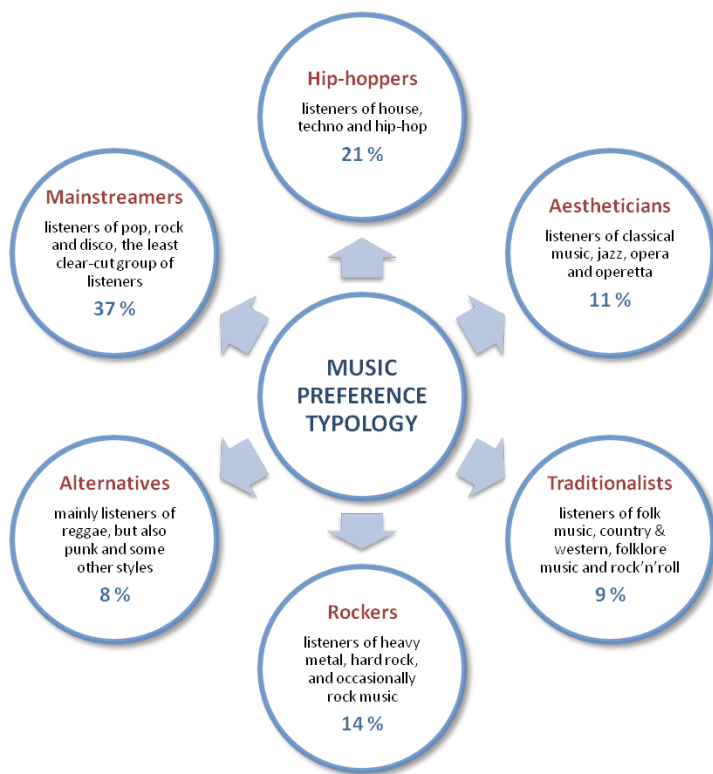 Hip-hoppers
listeners of house,
techno and hip-hop
21 %
Mainstreamers
listeners of pop, rock
and disco, the least
clear-cut group of
listeners
37 %
Aestheticians
listeners of classical
music, jazz, opera
and operetta
11 %
MUSIC
PREFERENCE
TYPOLOGY
Alternatives
mainly listeners of
reggae, but also
punk and some
other styles
8 %
Traditionalists
listeners of folk
music, country &
western, folklore
music and rock’n’roll
9 %
Rockers
listeners of heavy
metal, hard rock,
and occasionally
rock music
14 %